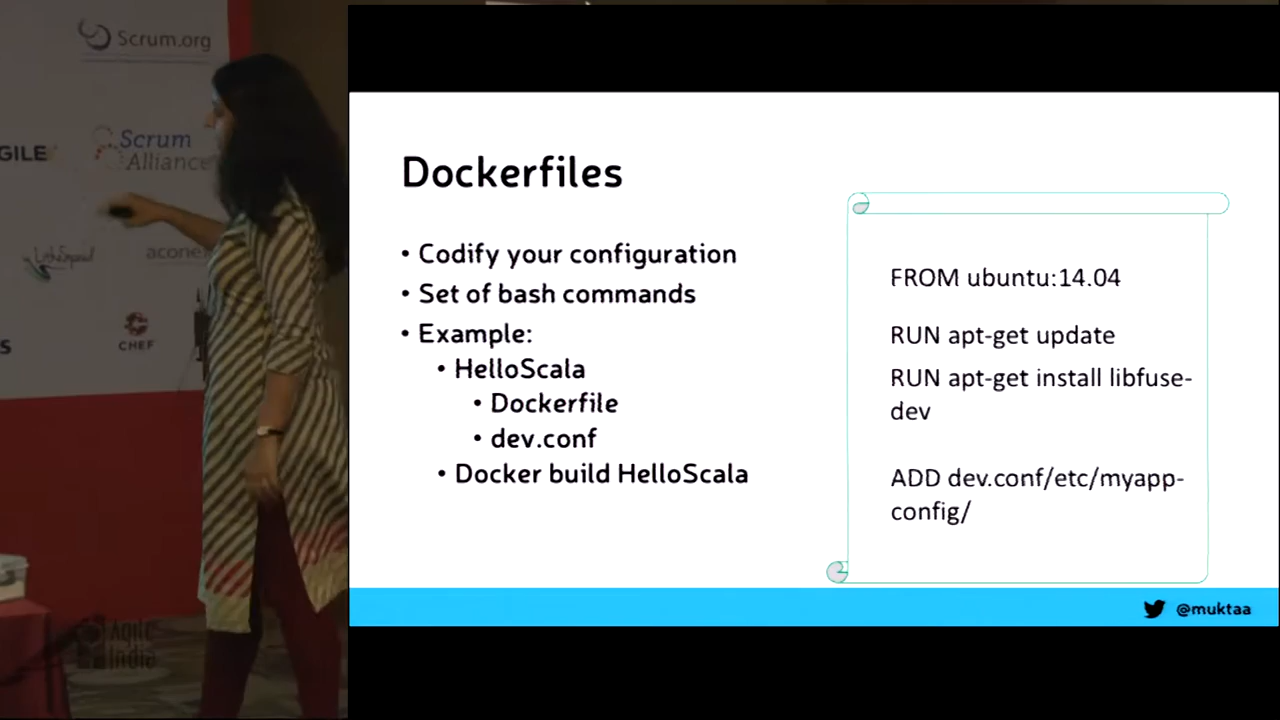 Scrum.org
GILE
Scrum
Alliance
acone
S
CHEF
Agile
India
Dockerfiles
• Codify your configuration
• Set of bash commands
• Example:
• HelloScala
• Dockerfile
• dev.conf
• Docker build HelloScala
FROM ubuntu:14.04
RUN apt-get update
RUN apt-get install libfuse-
dev
ADD dev.conf/etc/myapp-
config/
@muktaa